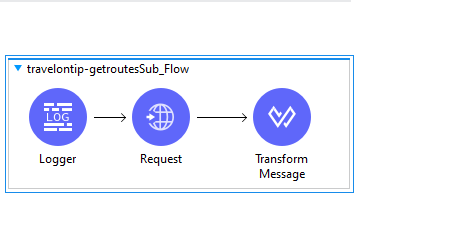 travelontip-getroutesSub_Flow
LOG
Logger
Request
Transform
Message